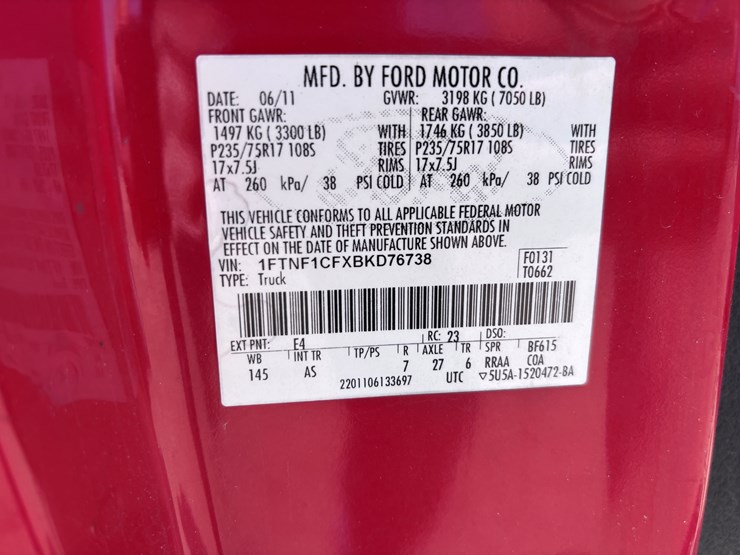 MFD. BY FORD MOTOR CO.
DATE: 06/11 GVWR: 3198 KG ( 7050 LB)
FRONT GAWR: REAR GAWR:
1497 KG ( 3300 LB) WITH 1746 KG ( 3850 LB) WITH
P235/75R17 108S TIRES P235/75R17 108S TIRES
17x7.5J RIMS 17x7.5J RIMS
AT 260 kPa/ 38 PSI COLD AT 260 kPa/ 38 PSI COLD
THIS VEHICLE CONFORMS TO ALL APPLICABLE FEDERAL MOTOR
VEHICLE SAFETY AND THEFT PREVENTION STANDARDS IN
EFFECT ON THE DATE OF MANUFACTURE SHOWN ABOVE.
VIN: 1FTNF1CFXBKD76738 F0131
TYPE: Truck T0662
EXT PNT: E4 RC: 23 DSO:
WB INT TR TP/PS R AXLE TR SPR BF615
145 AS 7 27 6 RRAA COA
2201106133697 UTC ▽5U5A-1520472-BA